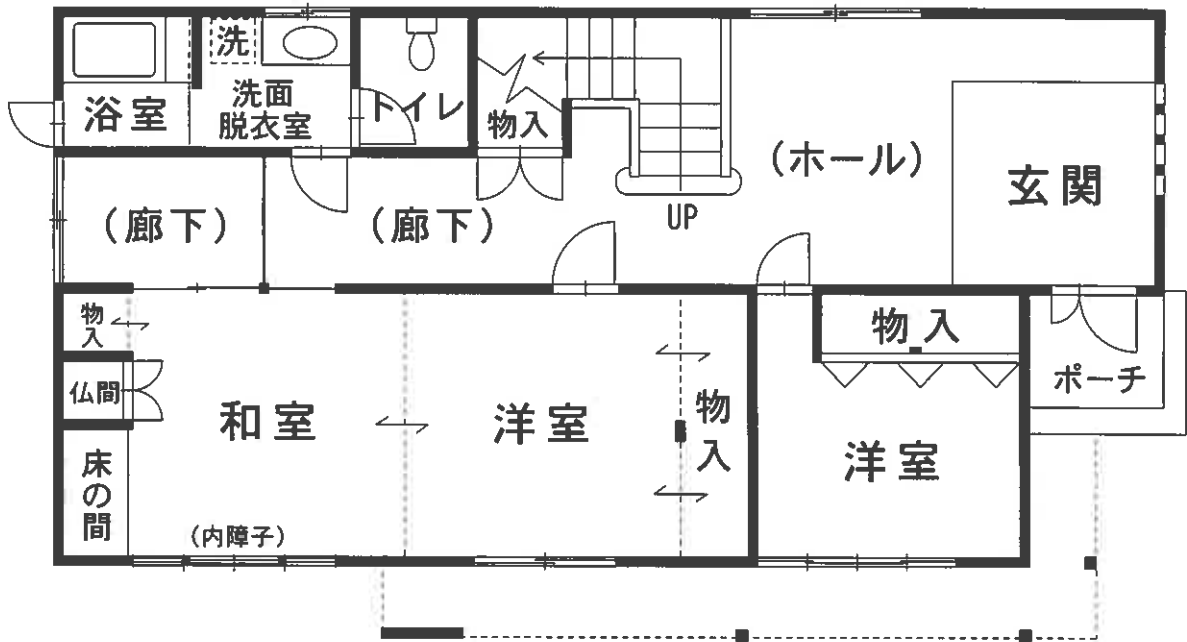 洗
浴室
洗面
脱衣室
トイレ
物入
(ホール)
玄関
(廊下)
(廊下)
UP
物入
物入
仏間
和室
洋室
物入
洋室
ポーチ
床の間
(内障子)